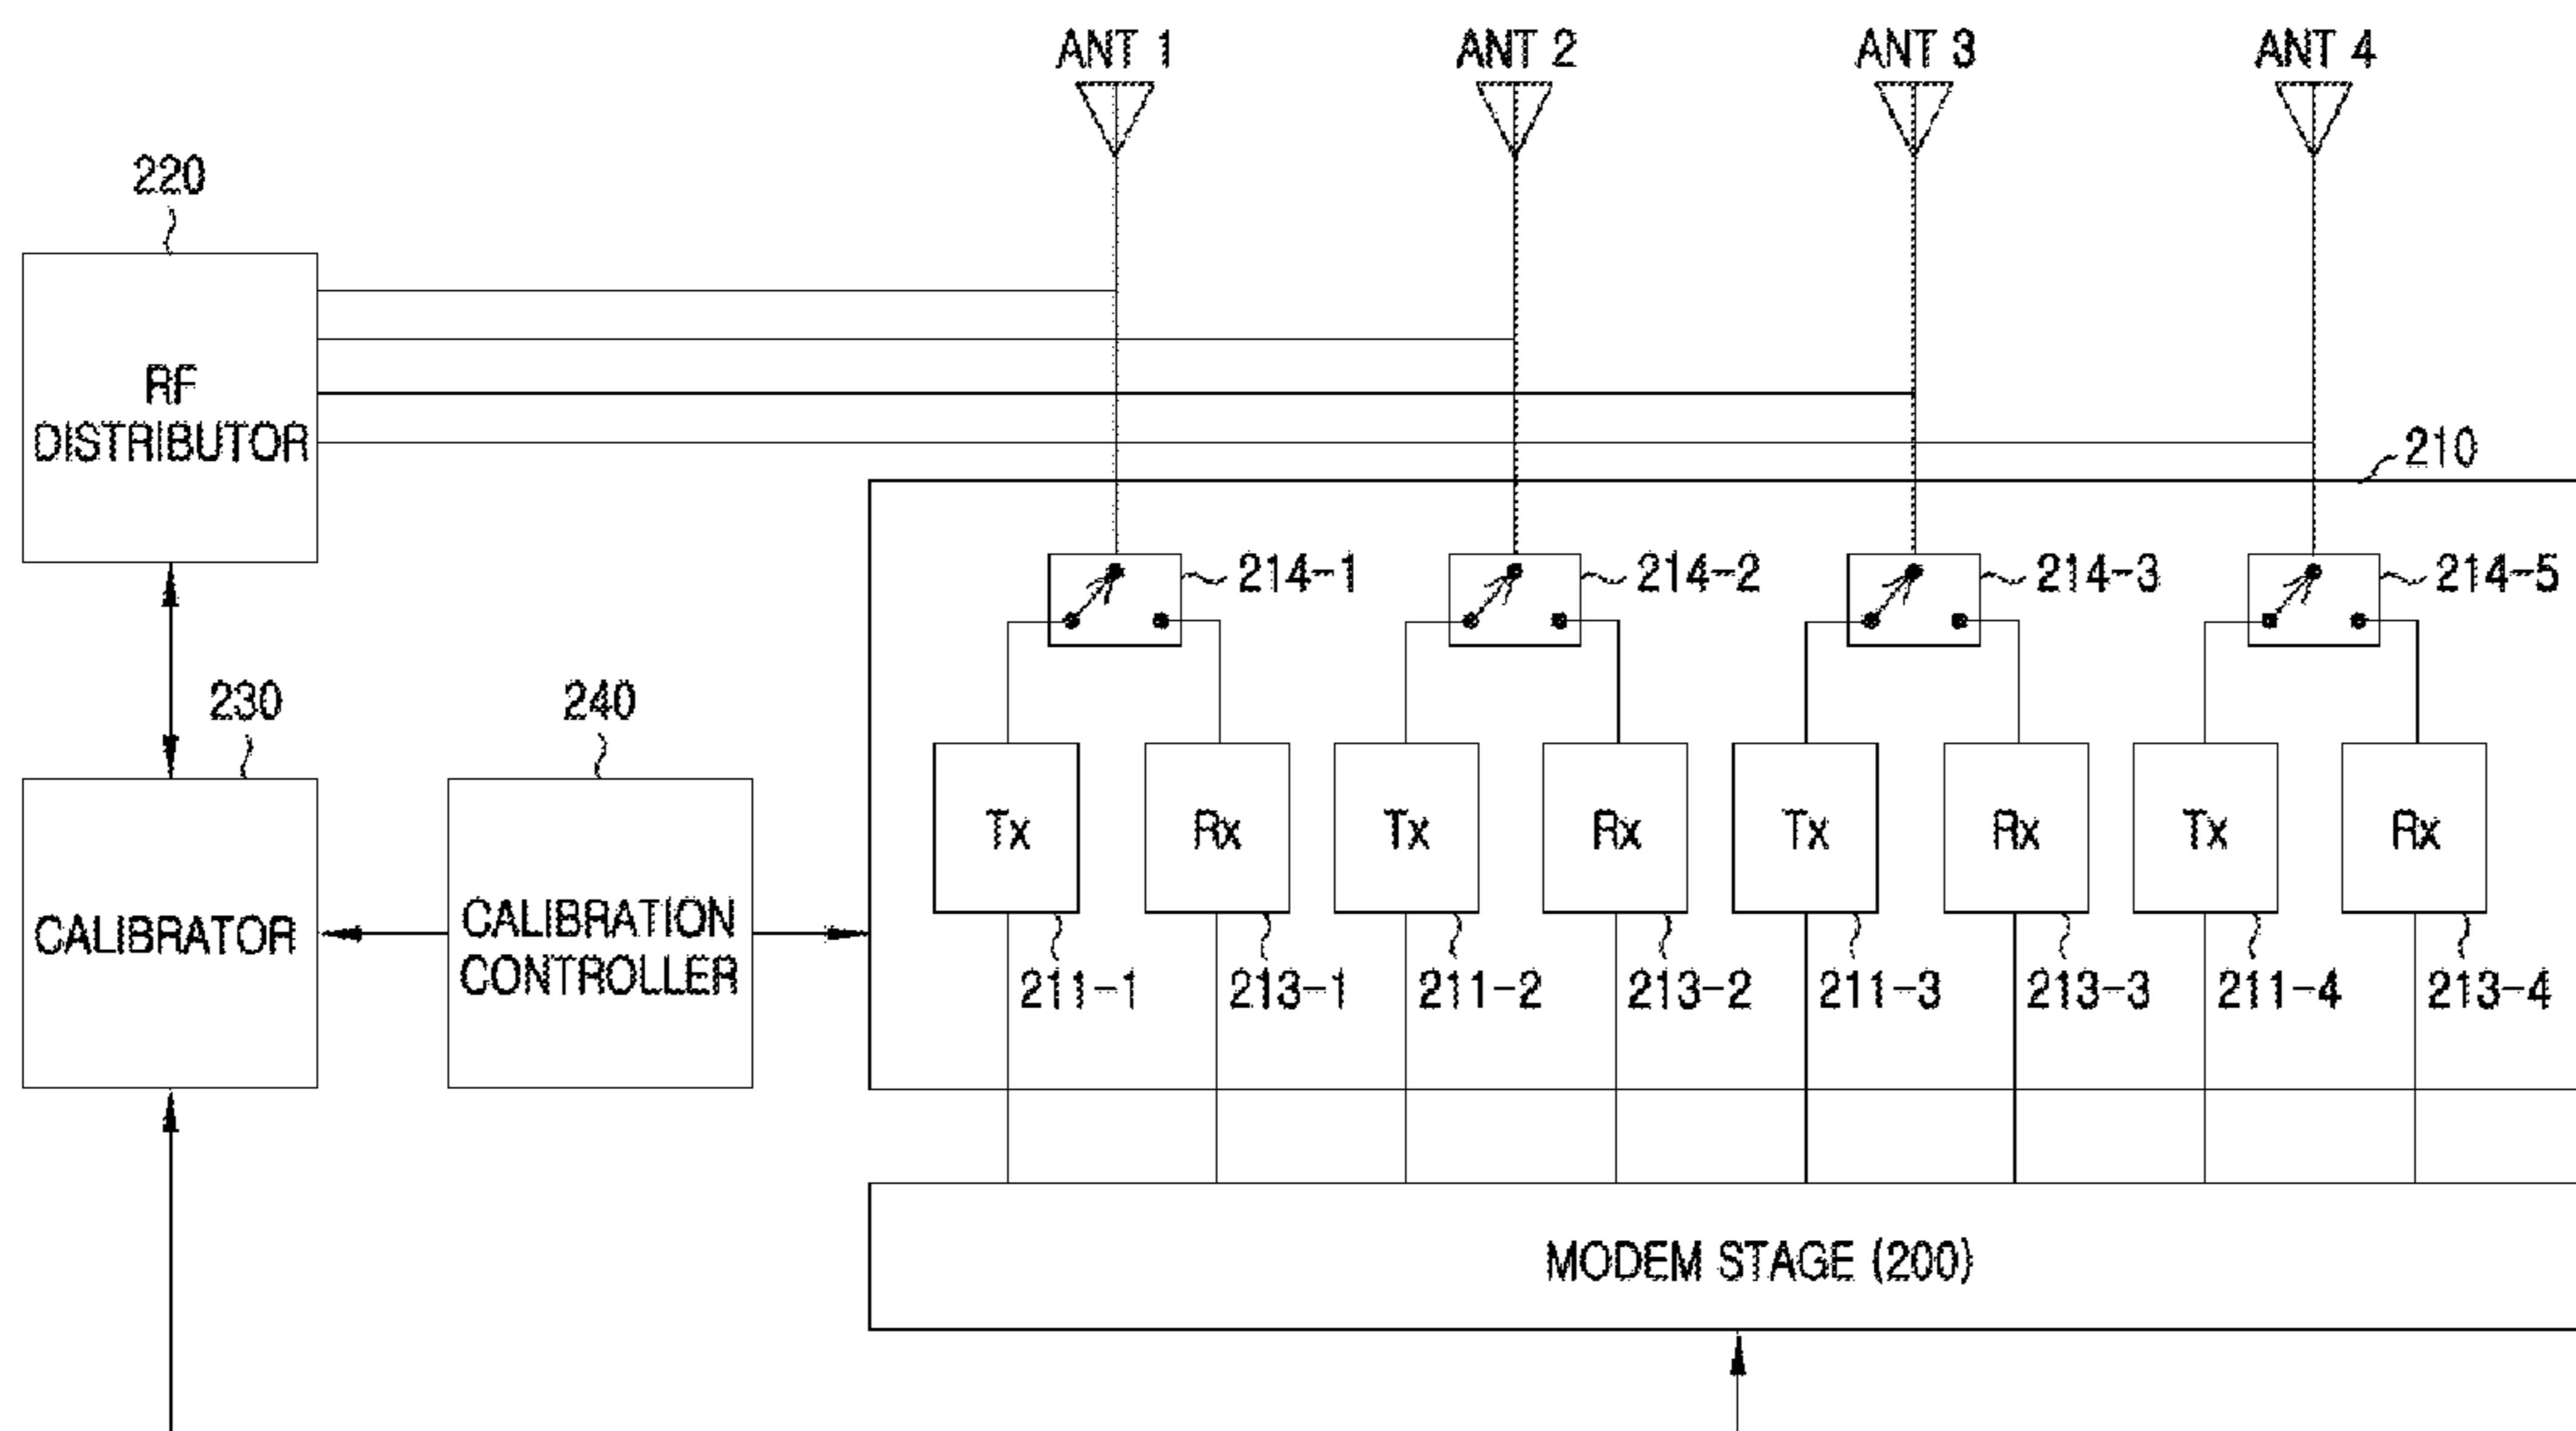 ANT 1 ANT 2 ANT 3 ANT 4
220
RF
DISTRIBUTOR
210
214-1 214-2 214-3 214-5
230 240
Tx Rx Tx Rx Tx Rx Tx Rx
CALIBRATOR
CALIBRATION
CONTROLLER
211-1 213-1 211-2 213-2 211-3 213-3 211-4 213-4
MODEM STAGE (200)